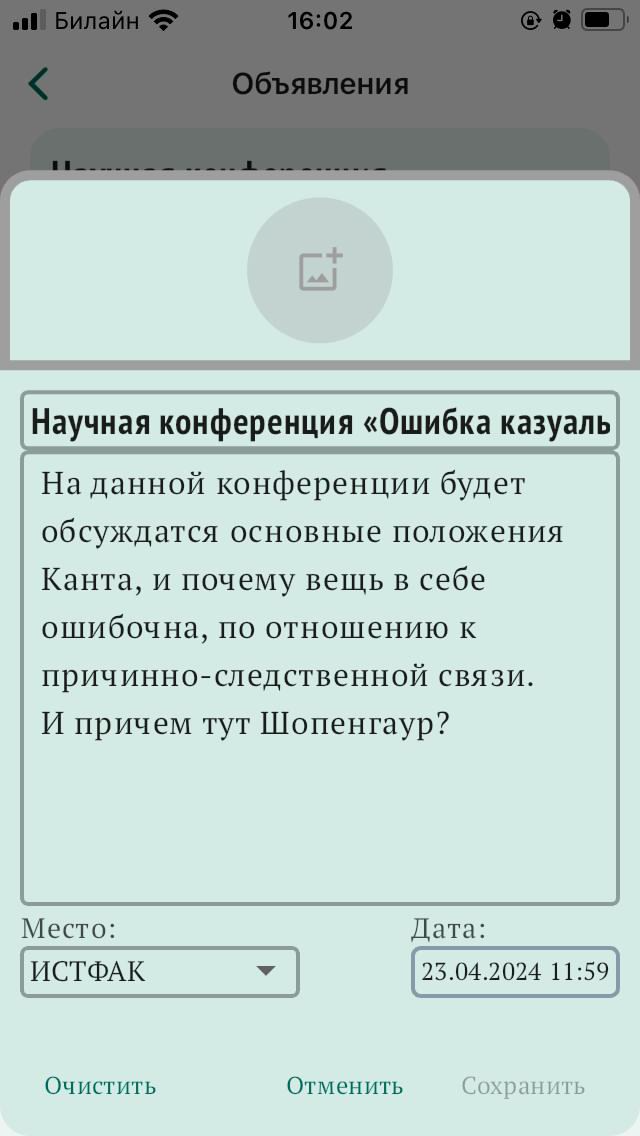 Билайн 16:02
Объявления
Научная конференция
Научная конференция «Ошибка казуаль
На данной конференции будет
обсуждатся основные положения
Канта, и почему вещь в себе
ошибочна, по отношению к
причинно-следственной связи.
И причем тут Шопенгаур?
Место:
Дата:
ИСТФАК
23.04.2024 11:59
Очистить
Отменить
Сохранить